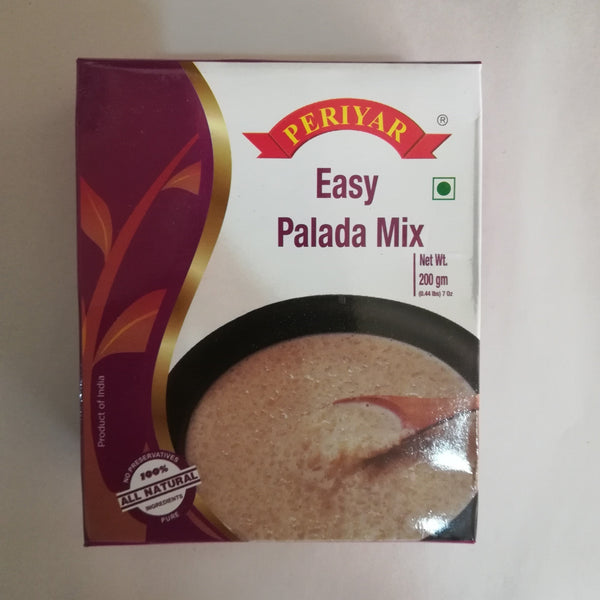 PERIYAR
®
Easy
Palada Mix
Net Wt.
200 gm
(0.44 lbs) 7 Oz
Product of India
NO PRESERVATIVES
100%
ALL NATURAL
INGREDIENTS
PURE